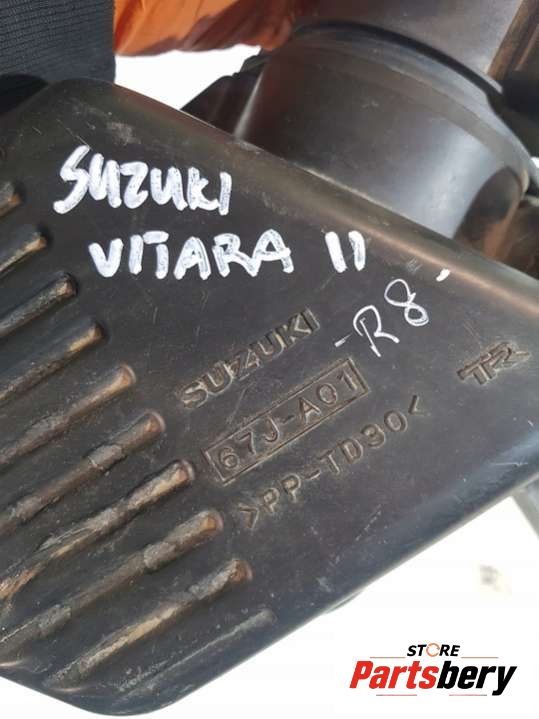 SUZUKI
VITARA II
R8
SUZUKI
67J-A01
>PP-TD30<
TR
STORE
Partsbery